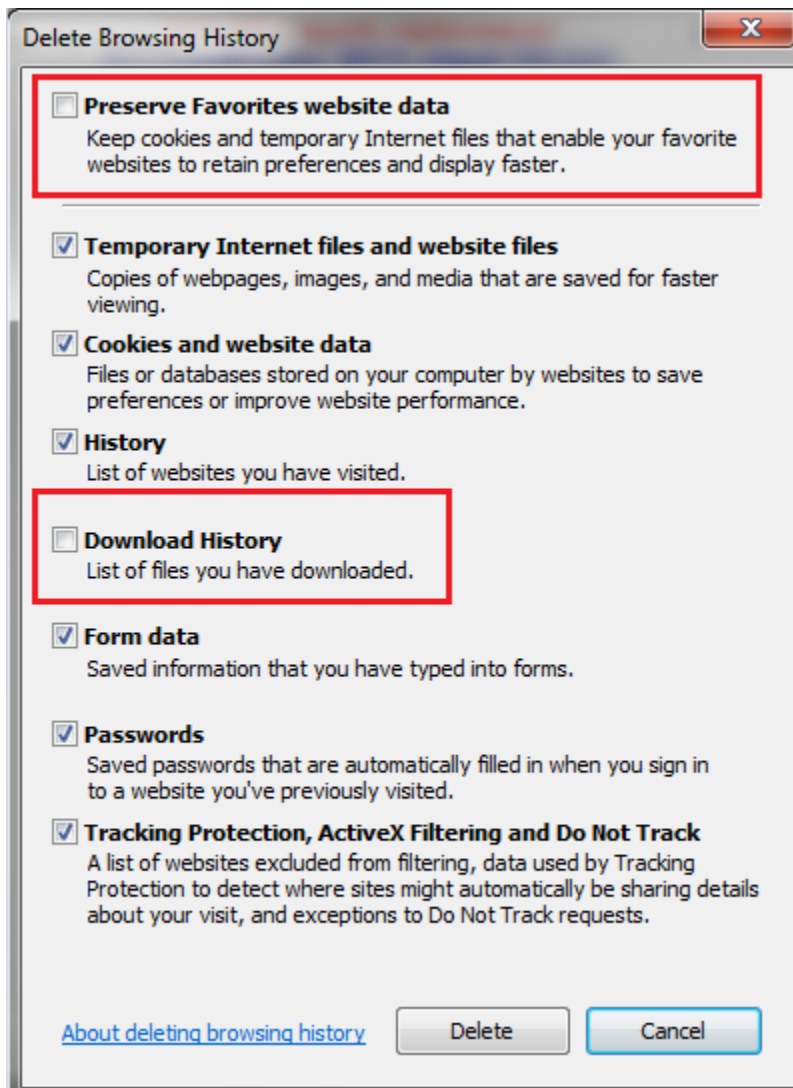 Delete Browsing History
Preserve Favorites website data
Keep cookies and temporary Internet files that enable your favorite
websites to retain preferences and display faster.
Temporary Internet files and website files
Copies of webpages, images, and media that are saved for faster
viewing.
Cookies and website data
Files or databases stored on your computer by websites to save
preferences or improve website performance.
History
List of websites you have visited.
Download History
List of files you have downloaded.
Form data
Saved information that you have typed into forms.
Passwords
Saved passwords that are automatically filled in when you sign in
to a website you've previously visited.
Tracking Protection, ActiveX Filtering and Do Not Track
A list of websites excluded from filtering, data used by Tracking
Protection to detect where sites might automatically be sharing details
about your visit, and exceptions to Do Not Track requests.
About deleting browsing history
Delete
Cancel